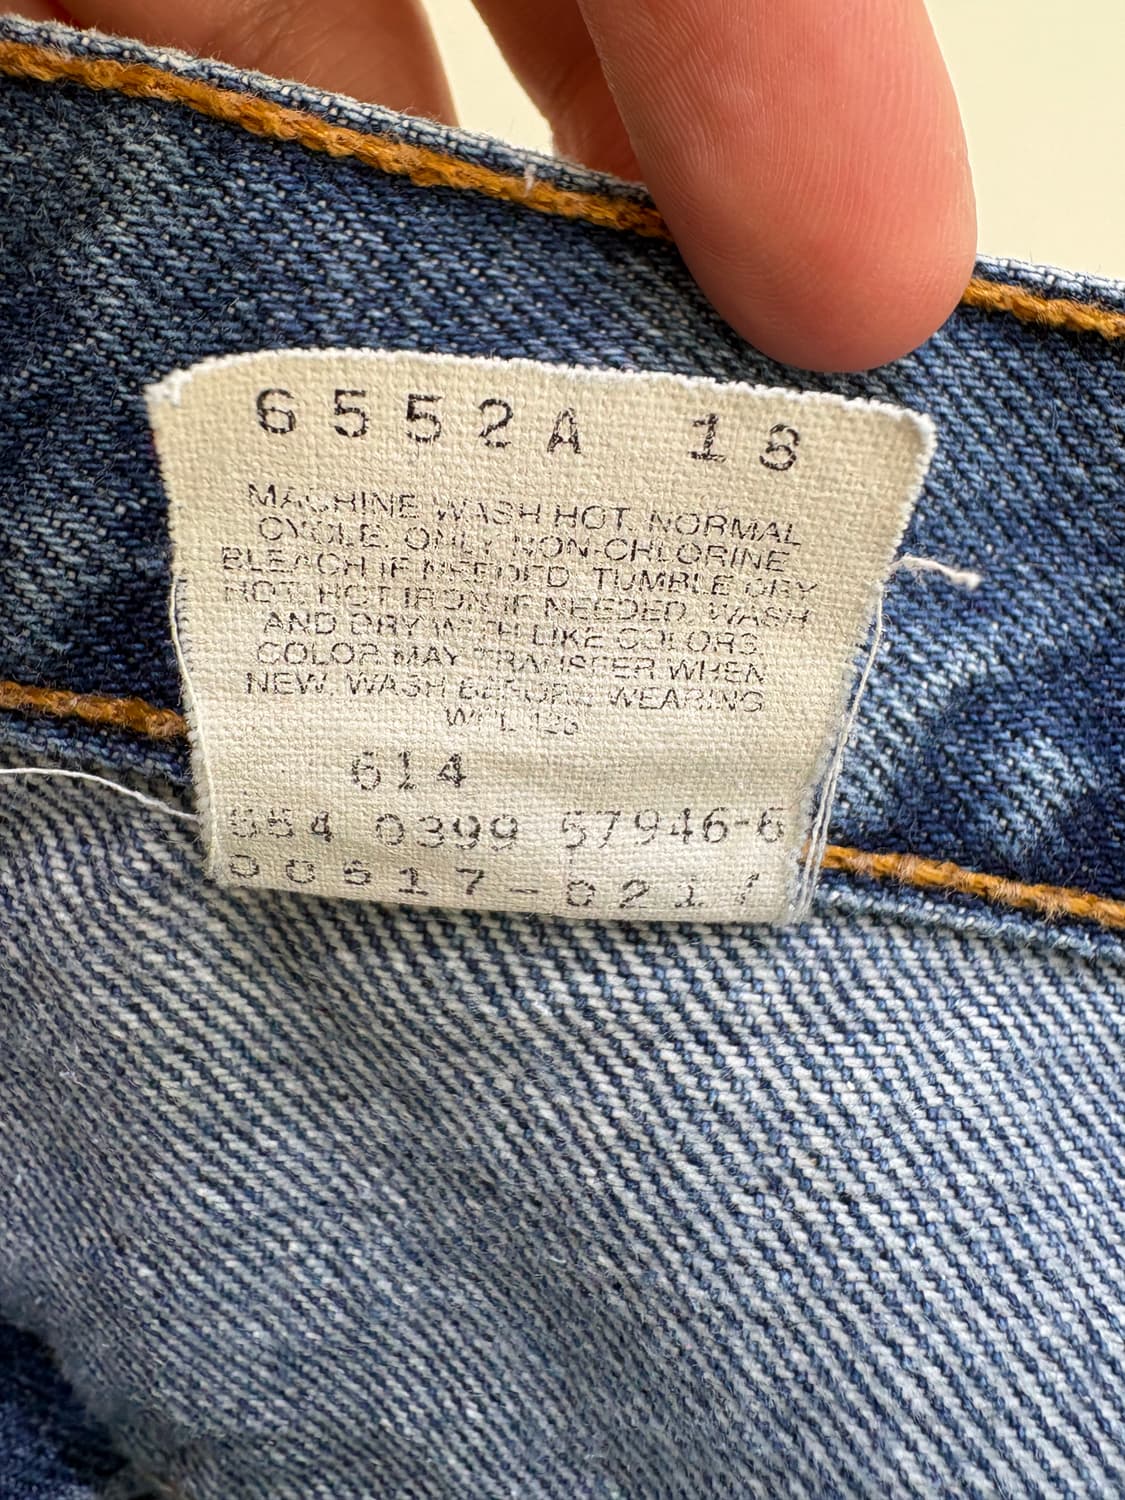 6552A 18
MACHINE WASH HOT, NORMAL
CYCLE. ONLY NON-CHLORINE
BLEACH IF NEEDED. TUMBLE DRY
HOT. HOT IRON IF NEEDED. WASH
AND DRY WITH LIKE COLORS.
COLOR MAY TRANSFER WHEN
NEW. WASH BEFORE WEARING
WPL 
614
554 0399 57946-6